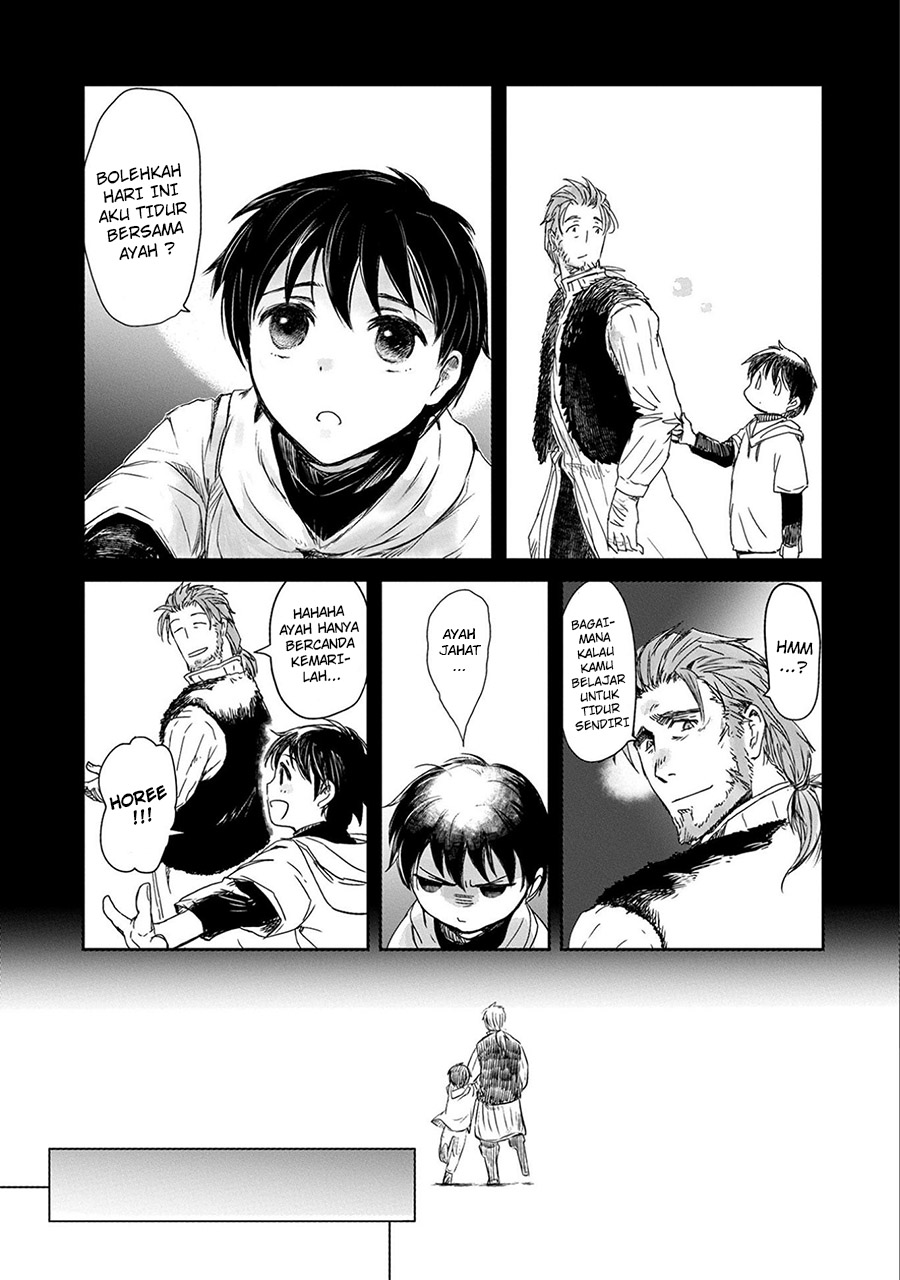 BOLEHKAH
HARI INI
AKU TIDUR
BERSAMA
AYAH ?
HMM
...?
BAGAI-
MANA
KALAU
KAMU
BELAJAR
UNTUK
TIDUR
SENDIRI
AYAH
JAHAT
...
HAHAHA
AYAH HANYA
BERCANDA
KEMARI-
LAH...
HOREE
!!!